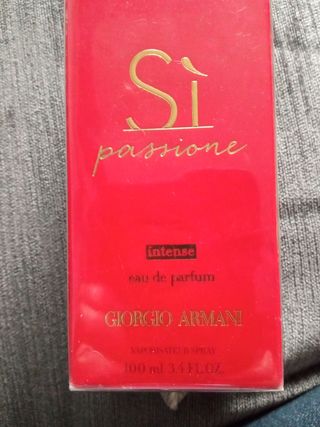 Sì
passione
intense
eau de parfum
GIORGIO ARMANI
VAPORISATEUR SPRAY
100 ml 3.4 FL.OZ.